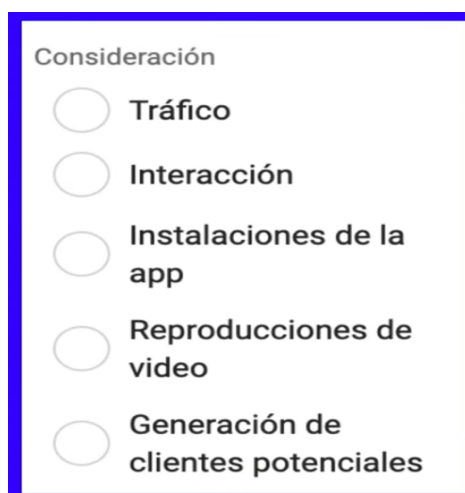 Consideración
Tráfico
Interacción
Instalaciones de la
app
Reproducciones de
video
Generación de
clientes potenciales